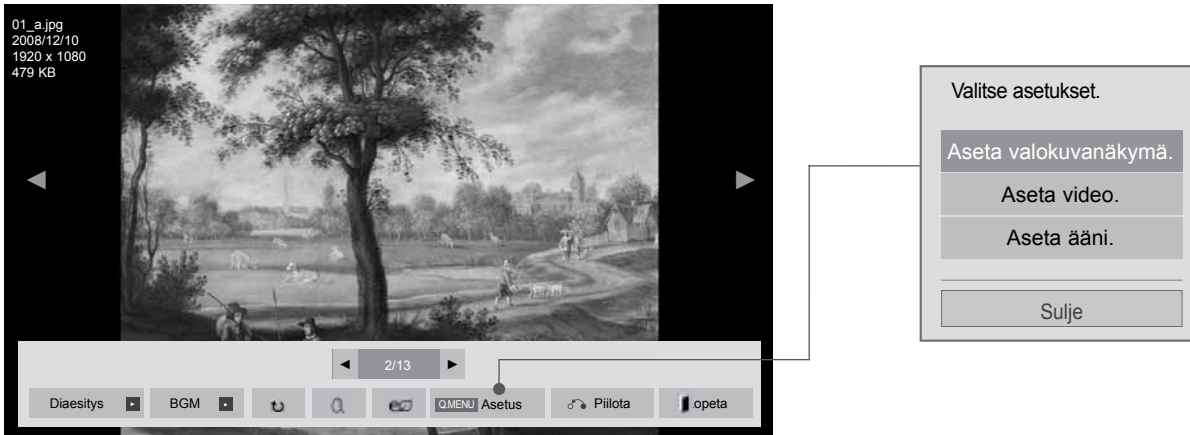 01_a.jpg
2008/12/10
1920 x 1080
479 KB
2/13
Diaesitys
BGM
Q.MENU Asetus
Piilota
opeta
Valitse asetukset.
Aseta valokuvanäkymä.
Aseta video.
Aseta ääni.
Sulje